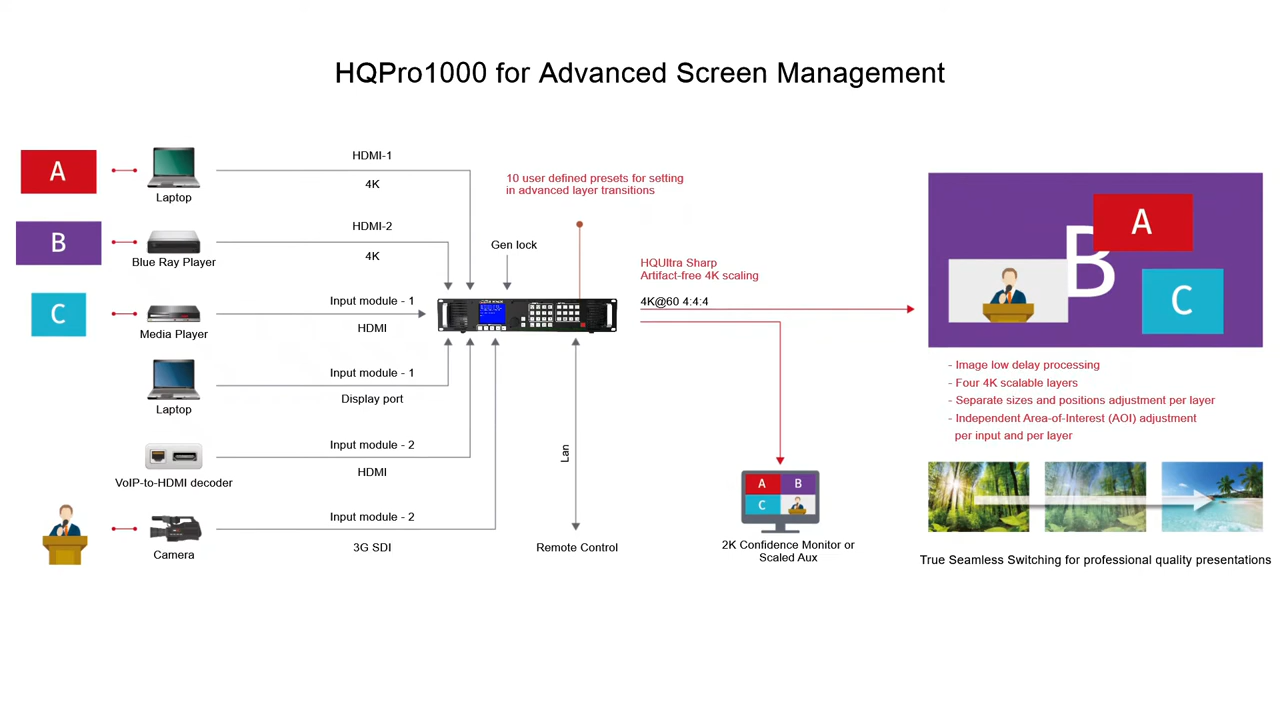 HQPro1000 for Advanced Screen Management
A
Laptop
HDMI-1
4K
B
Blue Ray Player
HDMI-2
4K
C
Media Player
Input module - 1
HDMI
Laptop
Input module - 1
Display port
VoIP-to-HDMI decoder
Input module - 2
HDMI
Camera
Input module - 2
3G SDI
10 user defined presets for setting
in advanced layer transitions
Gen lock
Lan
Remote Control
HQUltra Sharp
Artifact-free 4K scaling
4K@60 4:4:4
A B
C
2K Confidence Monitor or
Scaled Aux
A
B
C
- Image low delay processing
- Four 4K scalable layers
- Separate sizes and positions adjustment per layer
- Independent Area-of-Interest (AOI) adjustment
per input and per layer
True Seamless Switching for professional quality presentations